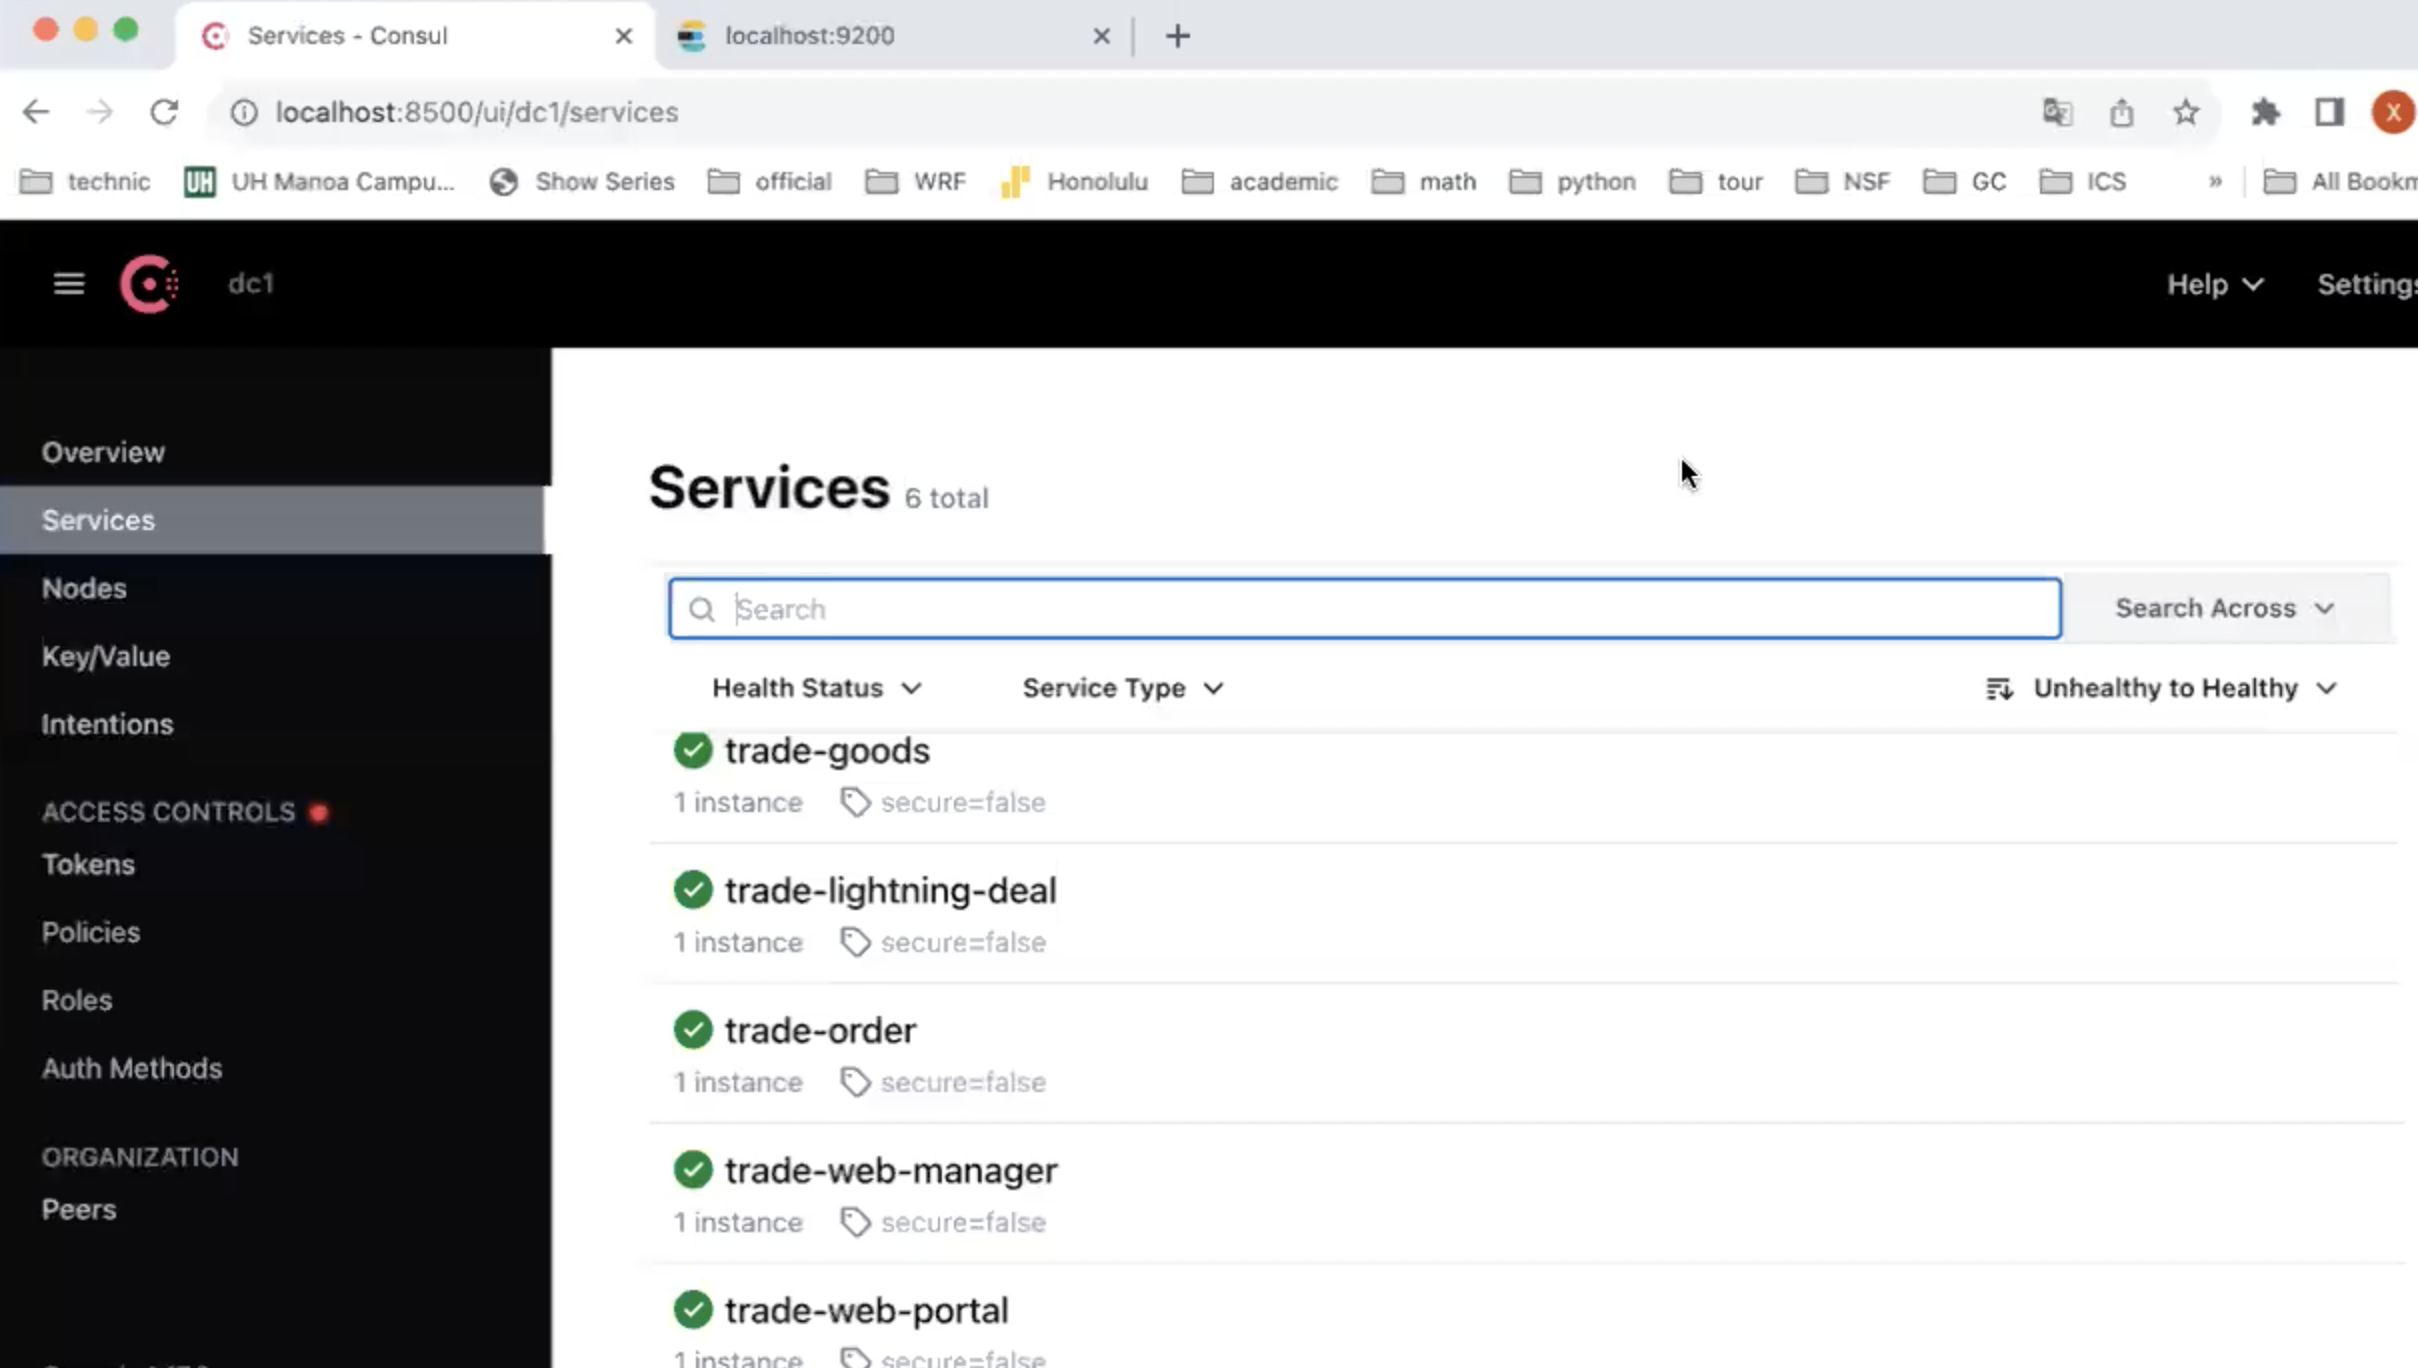 Services - Consul
localhost:9200
localhost:8500/ui/dc1/services
X
technic
UH Manoa Campu...
Show Series
official
WRF
Honolulu
academic
math
python
tour
NSF
GC
ICS
»
All Bookm
dc1
Help
Settings
Overview
Services
Nodes
Key/Value
Intentions
ACCESS CONTROLS
Tokens
Policies
Roles
Auth Methods
ORGANIZATION
Peers
Services 6 total
Search
Search Across
Health Status
Service Type
Unhealthy to Healthy
trade-goods
1 instance secure=false
trade-lightning-deal
1 instance secure=false
trade-order
1 instance secure=false
trade-web-manager
1 instance secure=false
trade-web-portal
1 instance secure=false